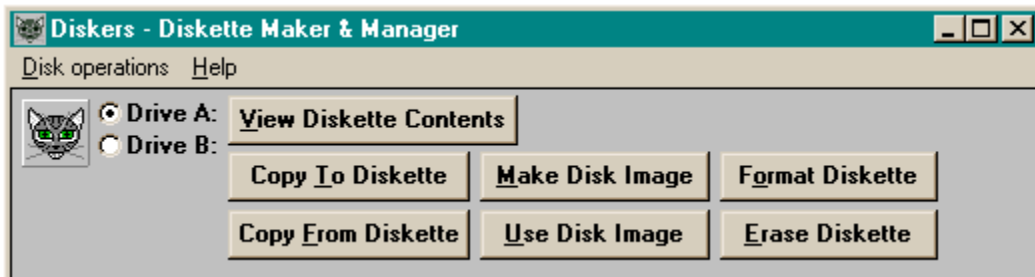 Diskers - Diskette Maker & Manager
Disk operations Help
Drive A: View Diskette Contents
Drive B:
Copy To Diskette Make Disk Image Format Diskette
Copy From Diskette Use Disk Image Erase Diskette